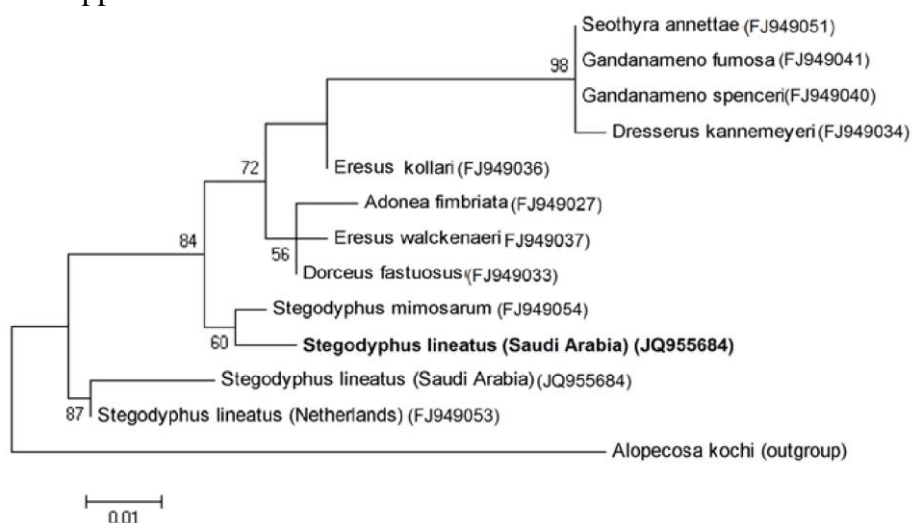 Seothyra annettae (FJ949051)
98
Gandanameno fumosa (FJ949041)
Gandanameno spenceri(FJ949040)
Dresserus kannemeyeri (FJ949034)
72
Eresus kollari (FJ949036)
Adonea fimbriata (FJ949027)
84
Eresus walckenaeri FJ949037)
56
Dorceus fastuosus (FJ949033)
Stegodyphus mimosarum (FJ949054)
60
Stegodyphus lineatus (Saudi Arabia) (JQ955684)
Stegodyphus lineatus (Saudi Arabia) (JQ955684)
87
Stegodyphus lineatus (Netherlands) (FJ949053)
Alopecosa kochi (outgroup)
0.01